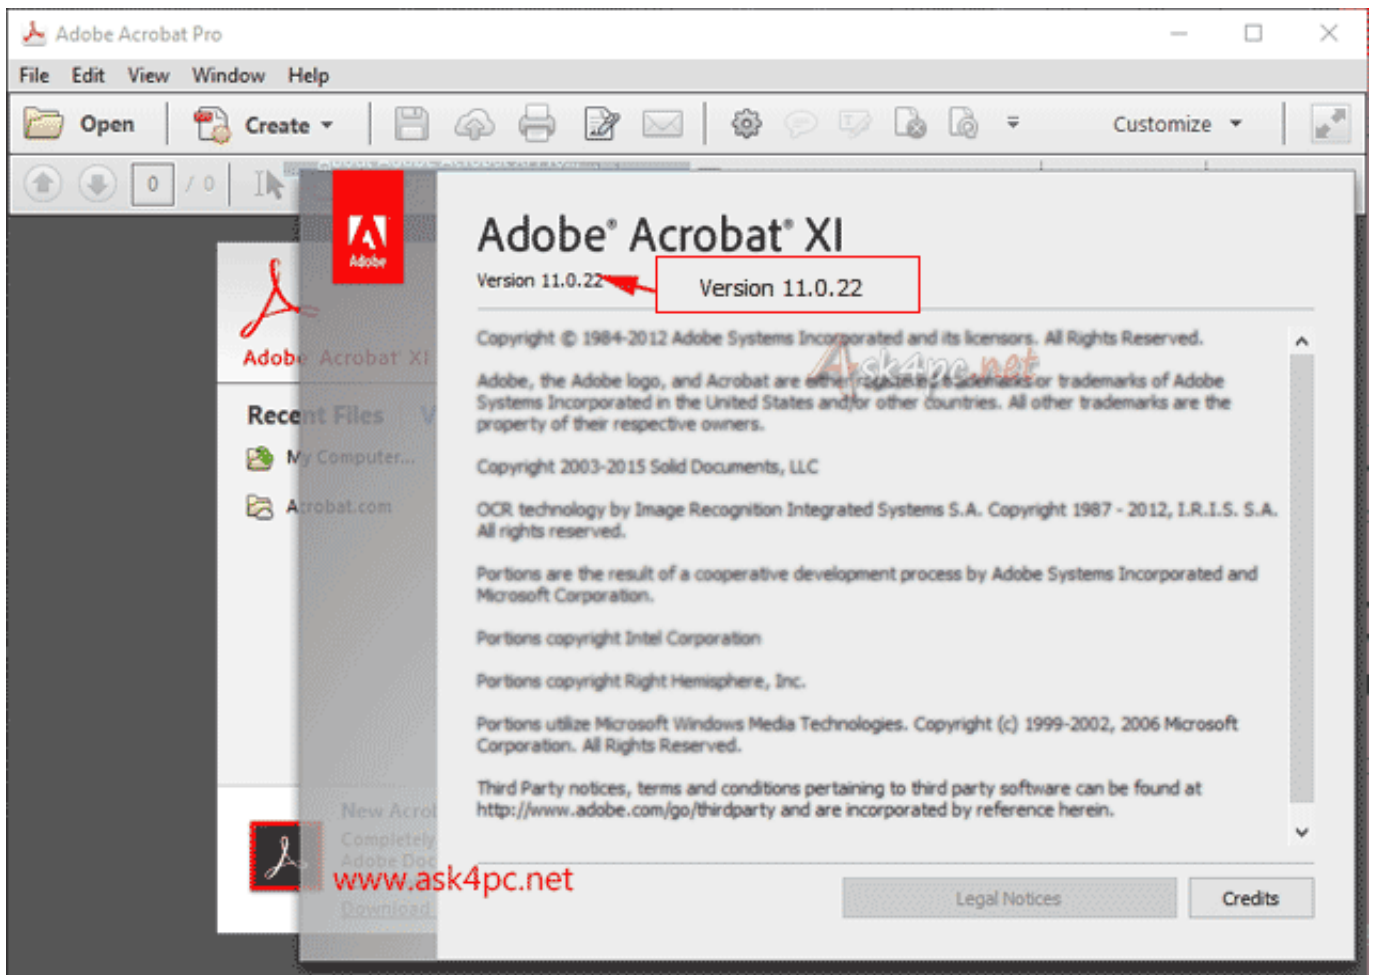 Adobe Acrobat Pro
File Edit View Window Help
Open Create Customize
0 / 0
Adobe
Adobe® Acrobat® XI
Version 11.0.22
Version 11.0.22
Copyright © 1984-2012 Adobe Systems Incorporated and its licensors. All Rights Reserved.
Ask4pc.net
Adobe, the Adobe logo, and Acrobat are either registered trademarks or trademarks of Adobe
Systems Incorporated in the United States and/or other countries. All other trademarks are the
property of their respective owners.
Copyright 2003-2015 Solid Documents, LLC
OCR technology by Image Recognition Integrated Systems S.A. Copyright 1987 - 2012, I.R.I.S. S.A.
All rights reserved.
Portions are the result of a cooperative development process by Adobe Systems Incorporated and
Microsoft Corporation.
Portions copyright Intel Corporation
Portions copyright Right Hemisphere, Inc.
Portions utilize Microsoft Windows Media Technologies. Copyright (c) 1999-2002, 2006 Microsoft
Corporation. All Rights Reserved.
Third Party notices, terms and conditions pertaining to third party software can be found at
http://www.adobe.com/go/thirdparty and are incorporated by reference herein.
Legal Notices Credits
Adobe Acrobat XI
Recent Files
My Computer...
Acrobat.com
New Acrob
Completely
Adobe Doc
www.ask4pc.net
Download